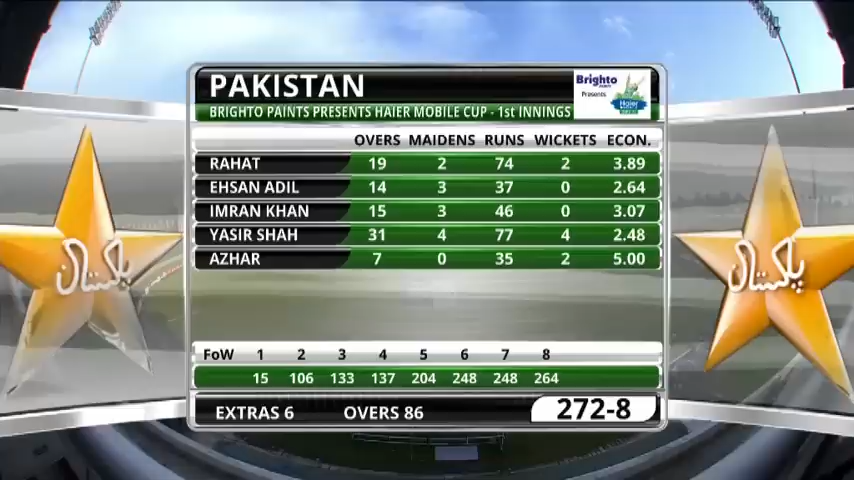 PAKISTAN
BRIGHTO PAINTS PRESENTS HAIER MOBILE CUP - 1st INNINGS
Brighto
Presents
Haier
OVERS MAIDENS RUNS WICKETS ECON.
RAHAT 19 2 74 2 3.89
EHSAN ADIL 14 3 37 0 2.64
IMRAN KHAN 15 3 46 0 3.07
YASIR SHAH 31 4 77 4 2.48
AZHAR 7 0 35 2 5.00
FoW 1 2 3 4 5 6 7 8
15 106 133 137 204 248 248 264
EXTRAS 6 OVERS 86 272-8
پاکستان
پاکستان